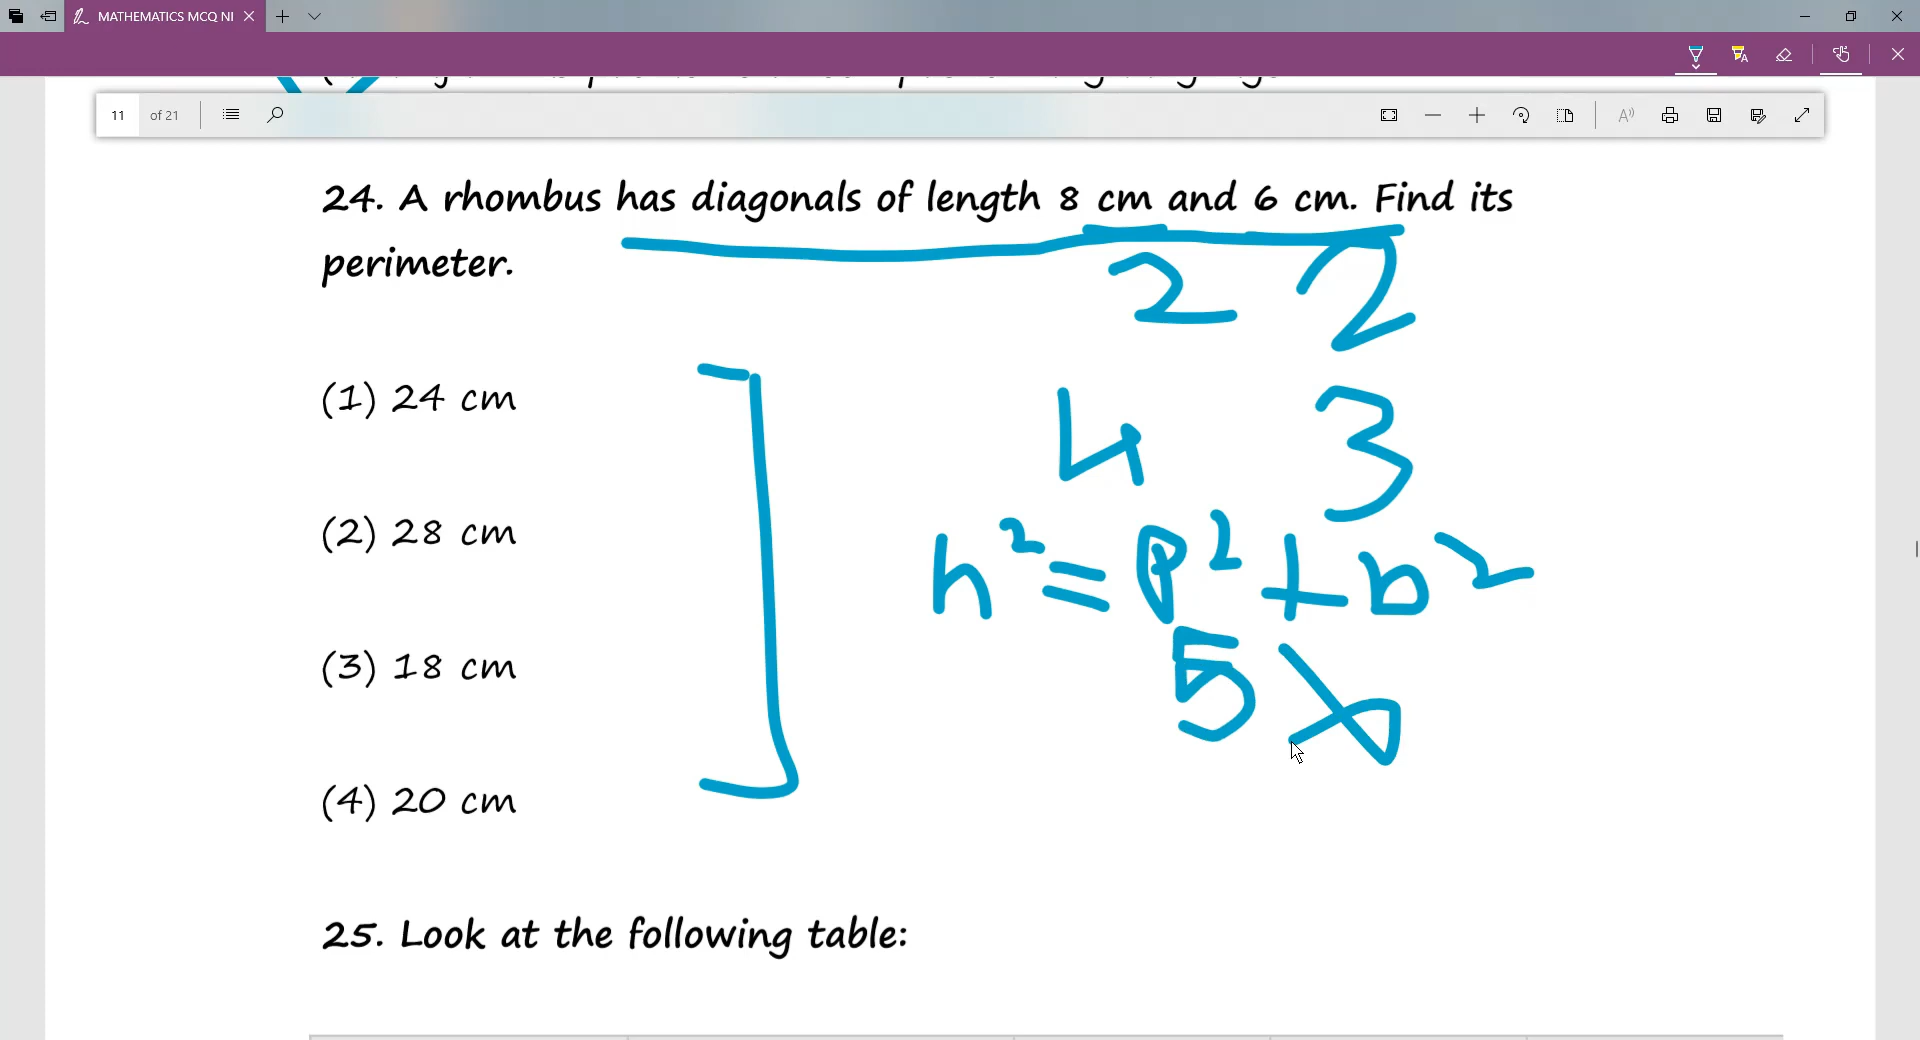 MATHEMATICS MCQ NI
11 of 21
24. A rhombus has diagonals of length 8 cm and 6 cm. Find its
perimeter.
2 2
(1) 24 cm
4 3
(2) 28 cm
h²=p²+b²
(3) 18 cm
5x
(4) 20 cm
25. Look at the following table: